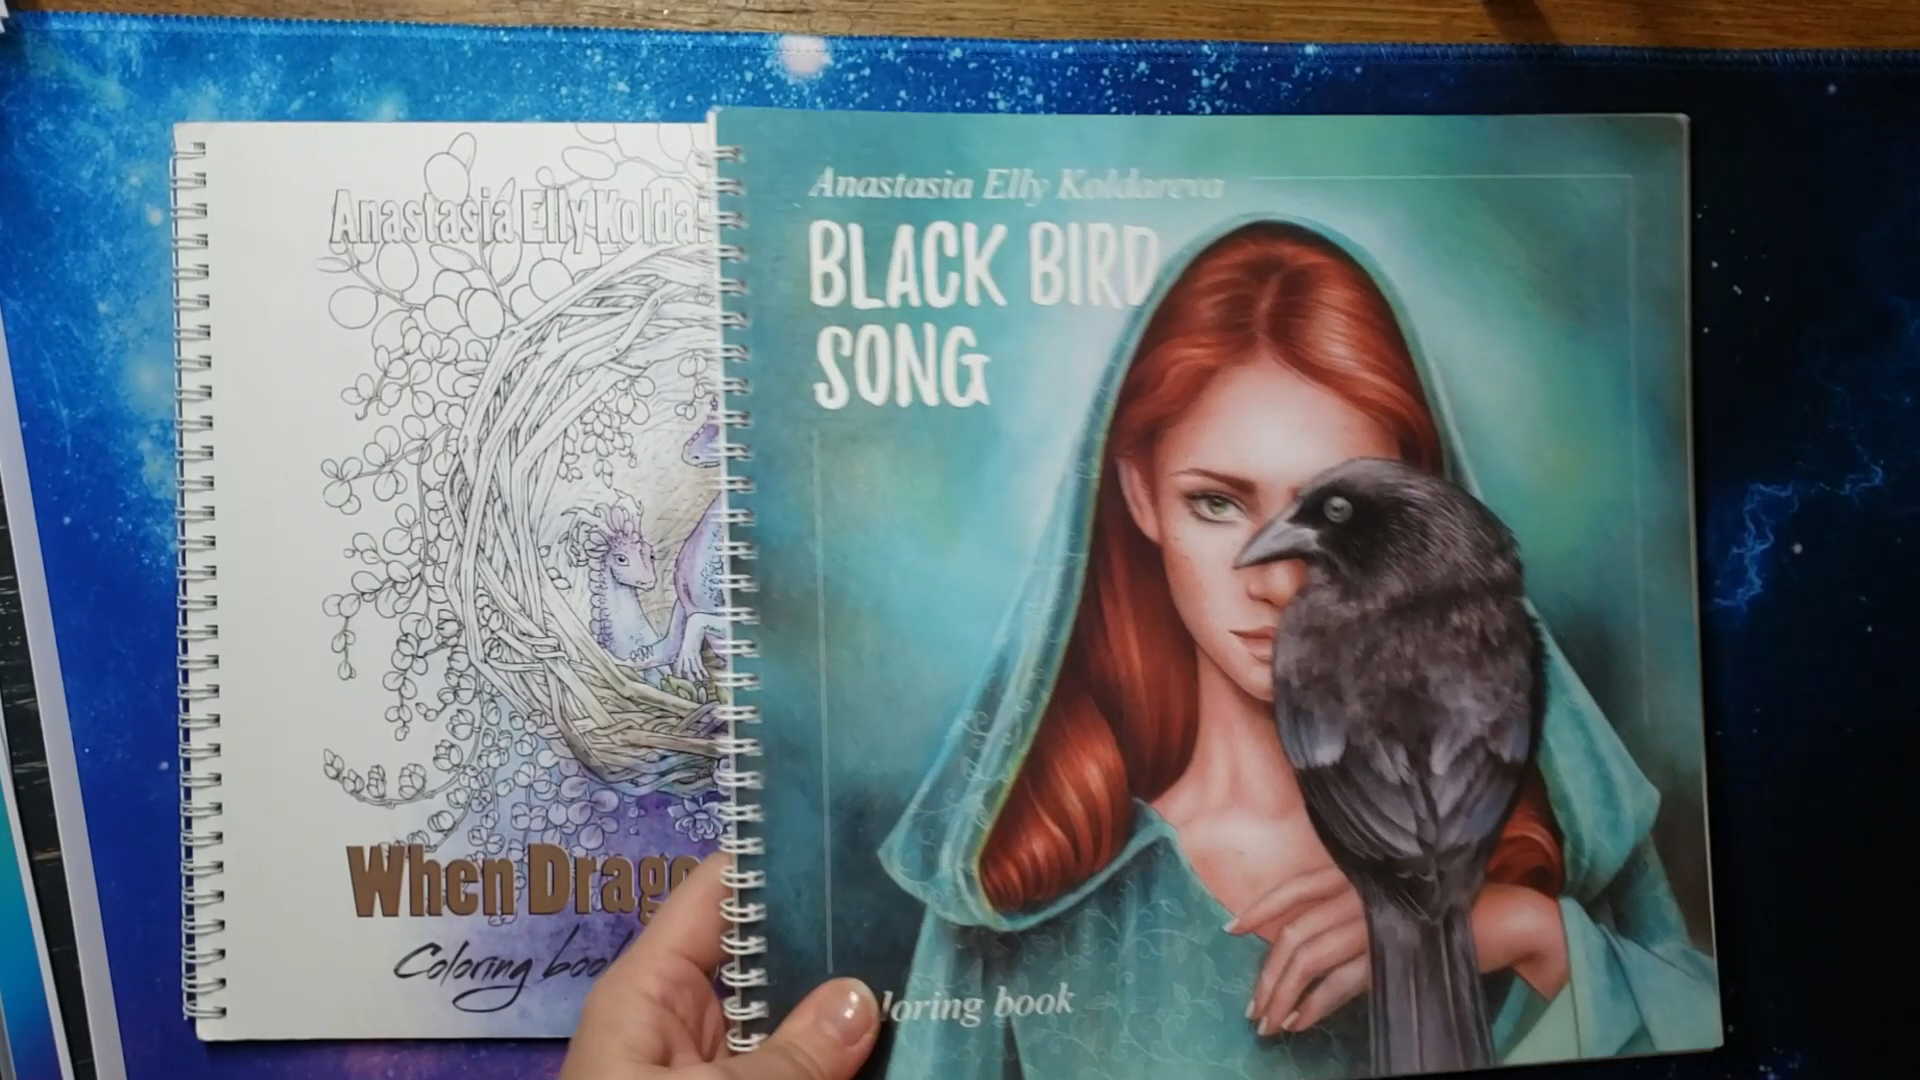 Anastasia Elly Kolda
When Drago
Coloring boo
Anastasia Elly Koldareva
BLACK BIRD
SONG
loring book